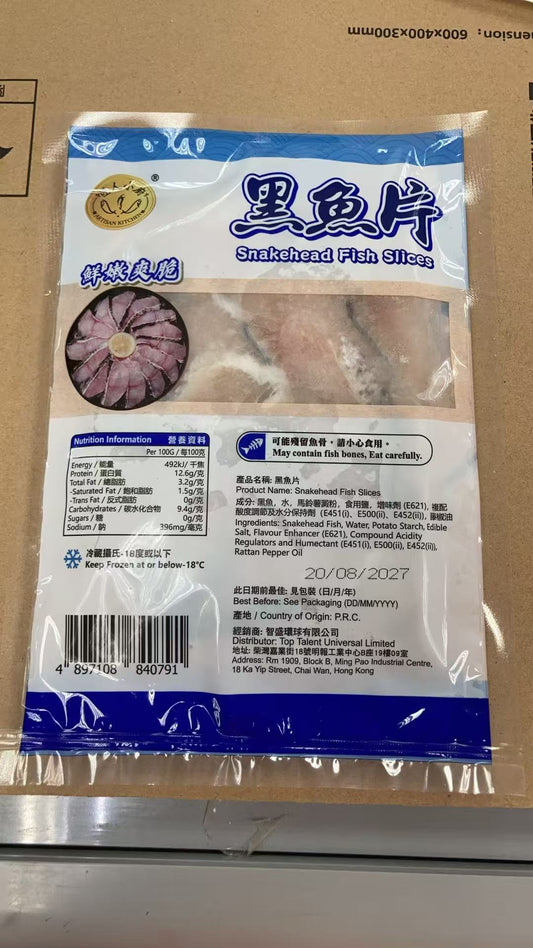 mension: 600x400x300mm
匠人小廚
ARTISAN KITCHEN
®
黑魚片
Snakehead Fish Slices
鮮嫩爽脆
Nutrition Information 營養資料
Per 100G / 每100克
Energy / 能量 492kJ/ 千焦
Protein / 蛋白質 12.6g/克
Total Fat / 總脂肪 3.2g/克
-Saturated Fat / 飽和脂肪 1.5g/克
-Trans Fat / 反式脂肪 0g/克
Carbohydrates / 碳水化合物 9.4g/克
Sugars / 糖 0g/克
Sodium / 鈉 396mg/毫克
冷藏攝氏-18度或以下
Keep Frozen at or below-18°C
4 897108 840791
可能殘留魚骨，請小心食用。
May contain fish bones, Eat carefully.
產品名稱: 黑魚片
Product Name: Snakehead Fish Slices
成分: 黑魚，水，馬鈴薯澱粉，食用鹽，增味劑 (E621), 複配
酸度調節及水分保持劑 (E451(i), E500(ii), E452(ii)), 藤椒油
Ingredients: Snakehead Fish, Water, Potato Starch, Edible
Salt, Flavour Enhancer (E621), Compound Acidity
Regulators and Humectant (E451(i), E500(ii), E452(ii)),
Rattan Pepper Oil
20/08/2027
此日期前最佳: 見包裝 (日/月/年)
Best Before: See Packaging (DD/MM/YYYY)
產地 / Country of Origin: P.R.C.
經銷商: 智盛環球有限公司
Distributor: Top Talent Universal Limited
地址: 柴灣嘉業街18號明報工業中心B座19樓09室
Address: Rm 1909, Block B, Ming Pao Industrial Centre,
18 Ka Yip Street, Chai Wan, Hong Kong